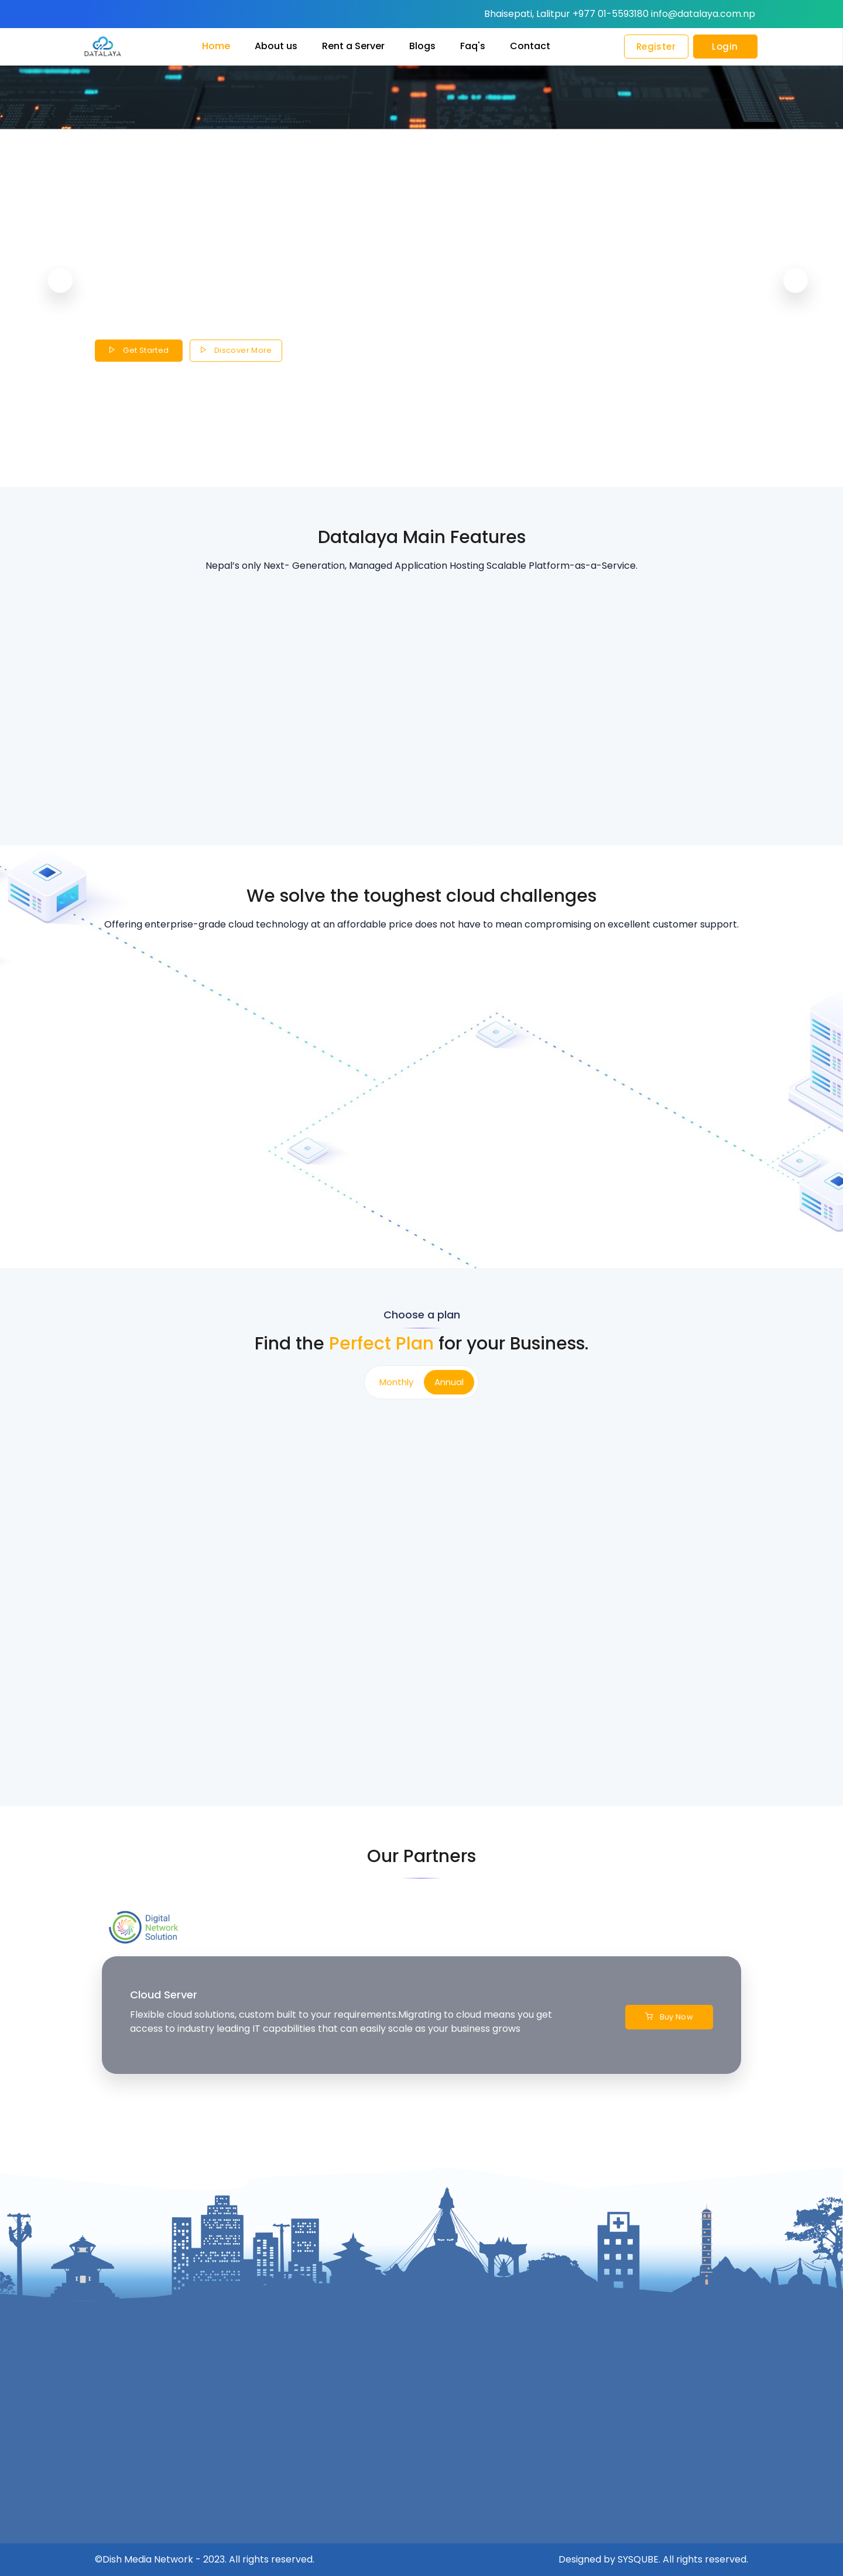 Bhaisepati, Lalitpur +977 01-5593180 info@datalaya.com.np
DATALAYA
Home About us Rent a Server Blogs Faq's Contact Register Login
Get Started Discover More
Datalaya Main Features
Nepal’s only Next- Generation, Managed Application Hosting Scalable Platform-as-a-Service.
We solve the toughest cloud challenges
Offering enterprise-grade cloud technology at an affordable price does not have to mean compromising on excellent customer support.
Choose a plan
Find the Perfect Plan for your Business.
Monthly Annual
Our Partners
Digital
Network
Solution
Cloud Server
Flexible cloud solutions, custom built to your requirements.Migrating to cloud means you get
access to industry leading IT capabilities that can easily scale as your business grows
Buy Now
©Dish Media Network - 2023. All rights reserved.
Designed by SYSQUBE. All rights reserved.